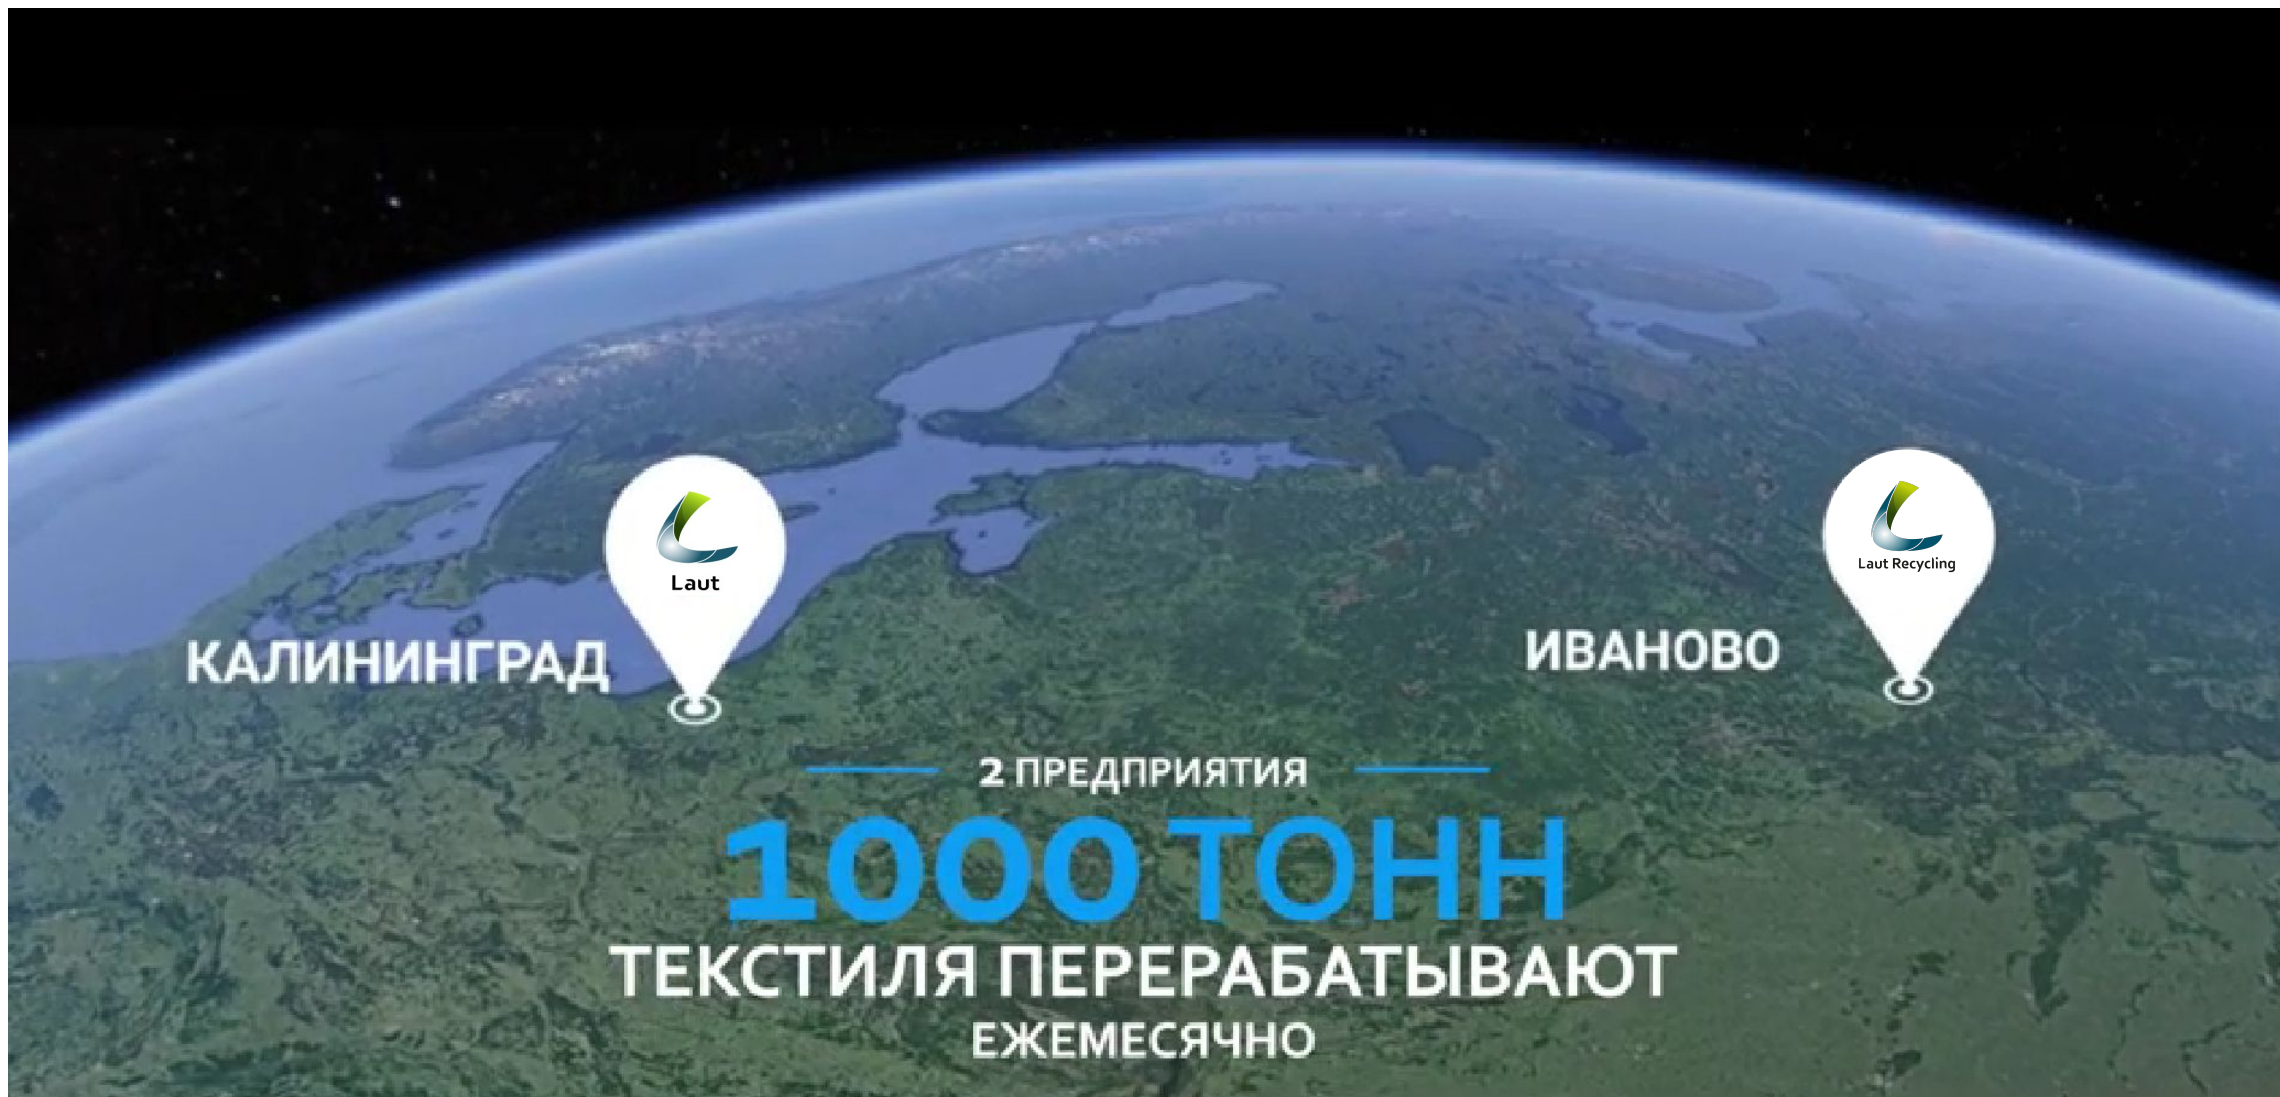 Laut
Laut Recycling
КАЛИНИНГРАД
ИВАНОВО
2 ПРЕДПРИЯТИЯ
1000 ТОНН
ТЕКСТИЛЯ ПЕРЕРАБАТЫВАЮТ
ЕЖЕМЕСЯЧНО